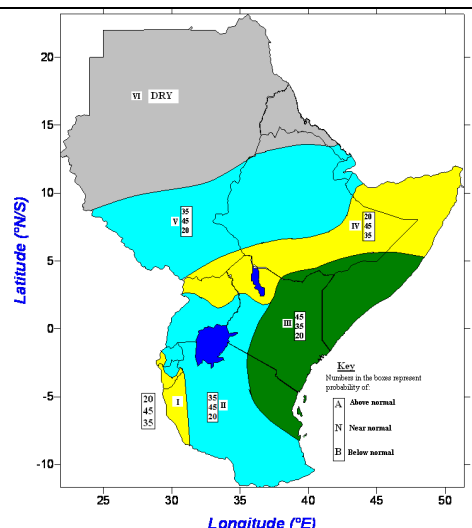 20
15
10
5
0
-5
-10
25 30 35 40 45 50
Latitude (°N/S)
Longitude (°E)
VI DRY
V
35
45
20
IV
20
45
35
III
45
35
20
II
35
45
20
I
20
45
35
Key
Numbers in the boxes represent
probability of:
A Above normal
N Near normal
B Below normal